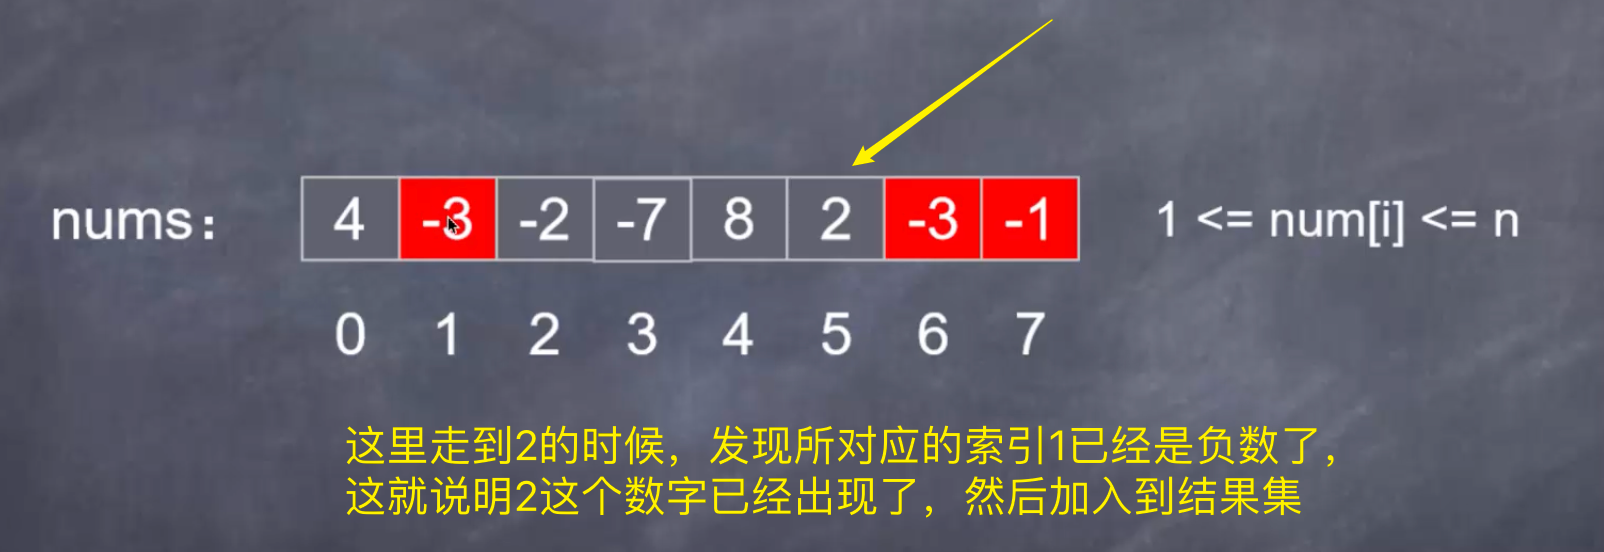 nums: 4 -3 -2 -7 8 2 -3 -1 1 <= num[i] <= n
0 1 2 3 4 5 6 7
这里走到2的时候，发现所对应的索引1已经是负数了，
这就说明2这个数字已经出现了，然后加入到结果集